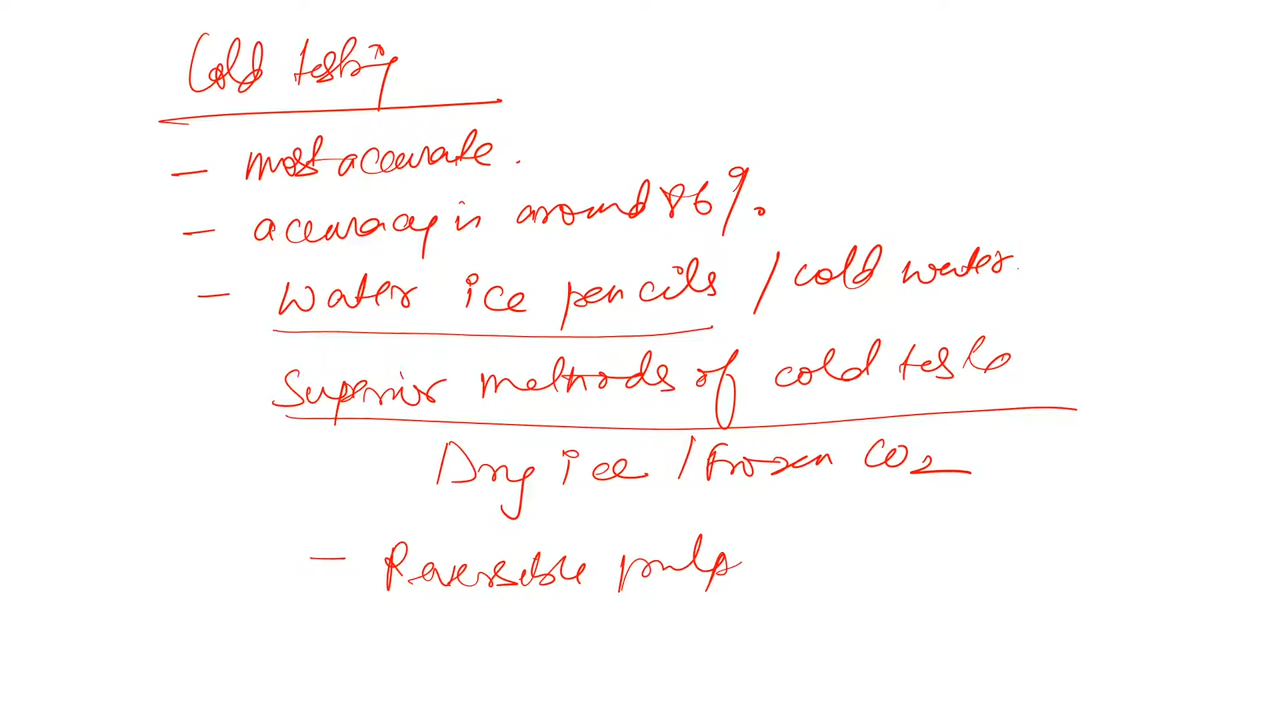 Cold testing
- most accurate.
- accuracy is around 86%.
- Water ice pencils / cold water.
Superior methods of cold tests
Dry ice / Frozen CO2
- Reversible pulp